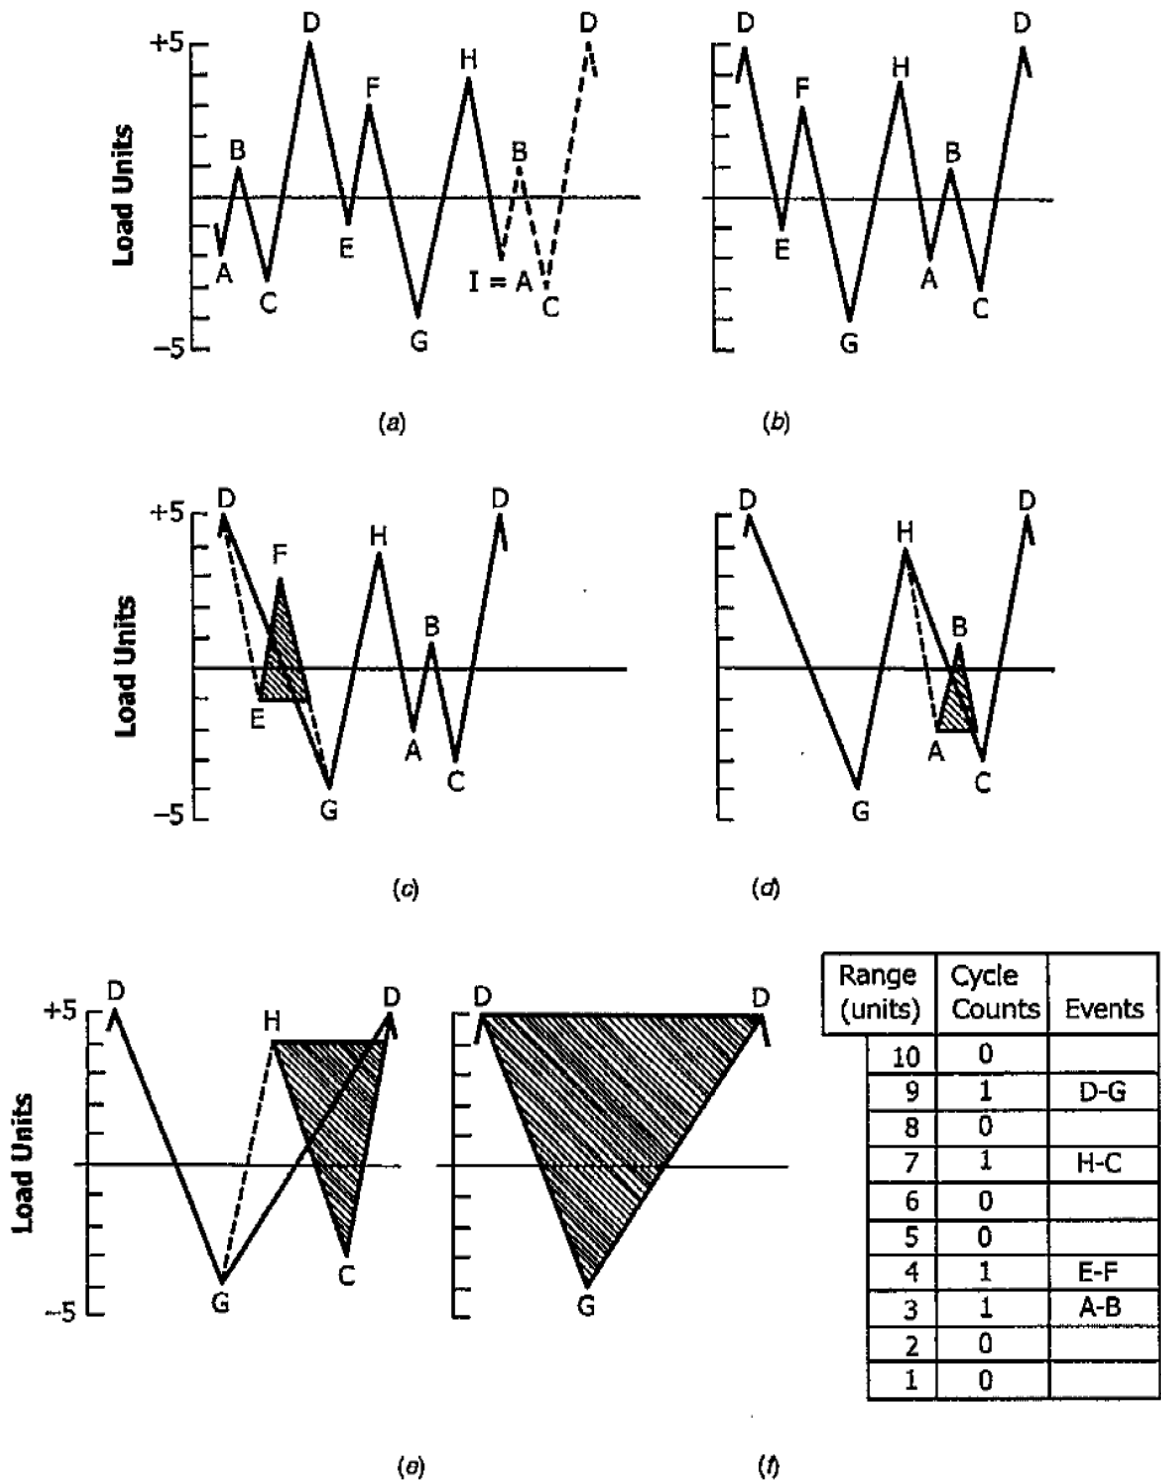 D
D
+5
H
F
B
B
Load Units
A
E
I = A
C
C
G
−5
(a)
D
D
H
F
B
E
A
C
G
(b)
D
D
+5
H
F
B
Load Units
E
A
C
G
−5
(c)
D
D
H
B
A
C
G
(d)
D
D
+5
H
Load Units
C
G
−5
(e)
D
D
G
(f)
Range (units) Cycle Counts Events
10 0
9 1 D-G
8 0
7 1 H-C
6 0
5 0
4 1 E-F
3 1 A-B
2 0
1 0